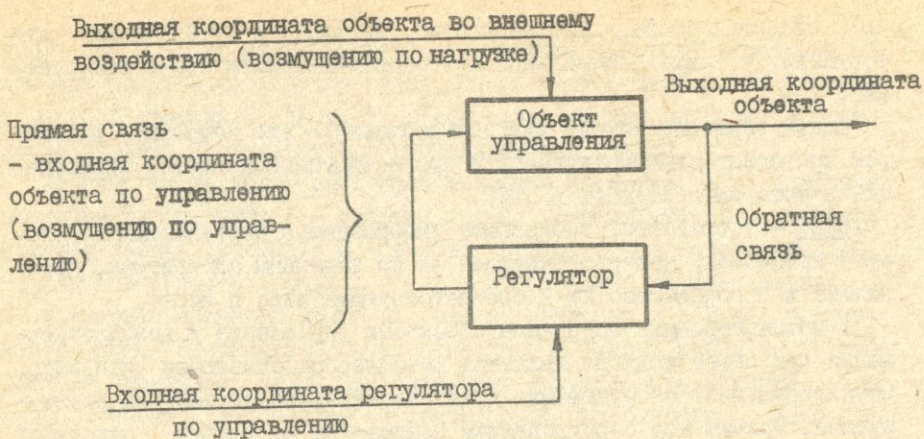 Выходная координата объекта во внешнему
воздействию (возмущению по нагрузке)
Выходная координата
объекта
Объект
управления
Прямая связь
- входная координата
объекта по управлению
(возмущению по управ-
лению)
Обратная
связь
Регулятор
Входная координата регулятора
по управлению